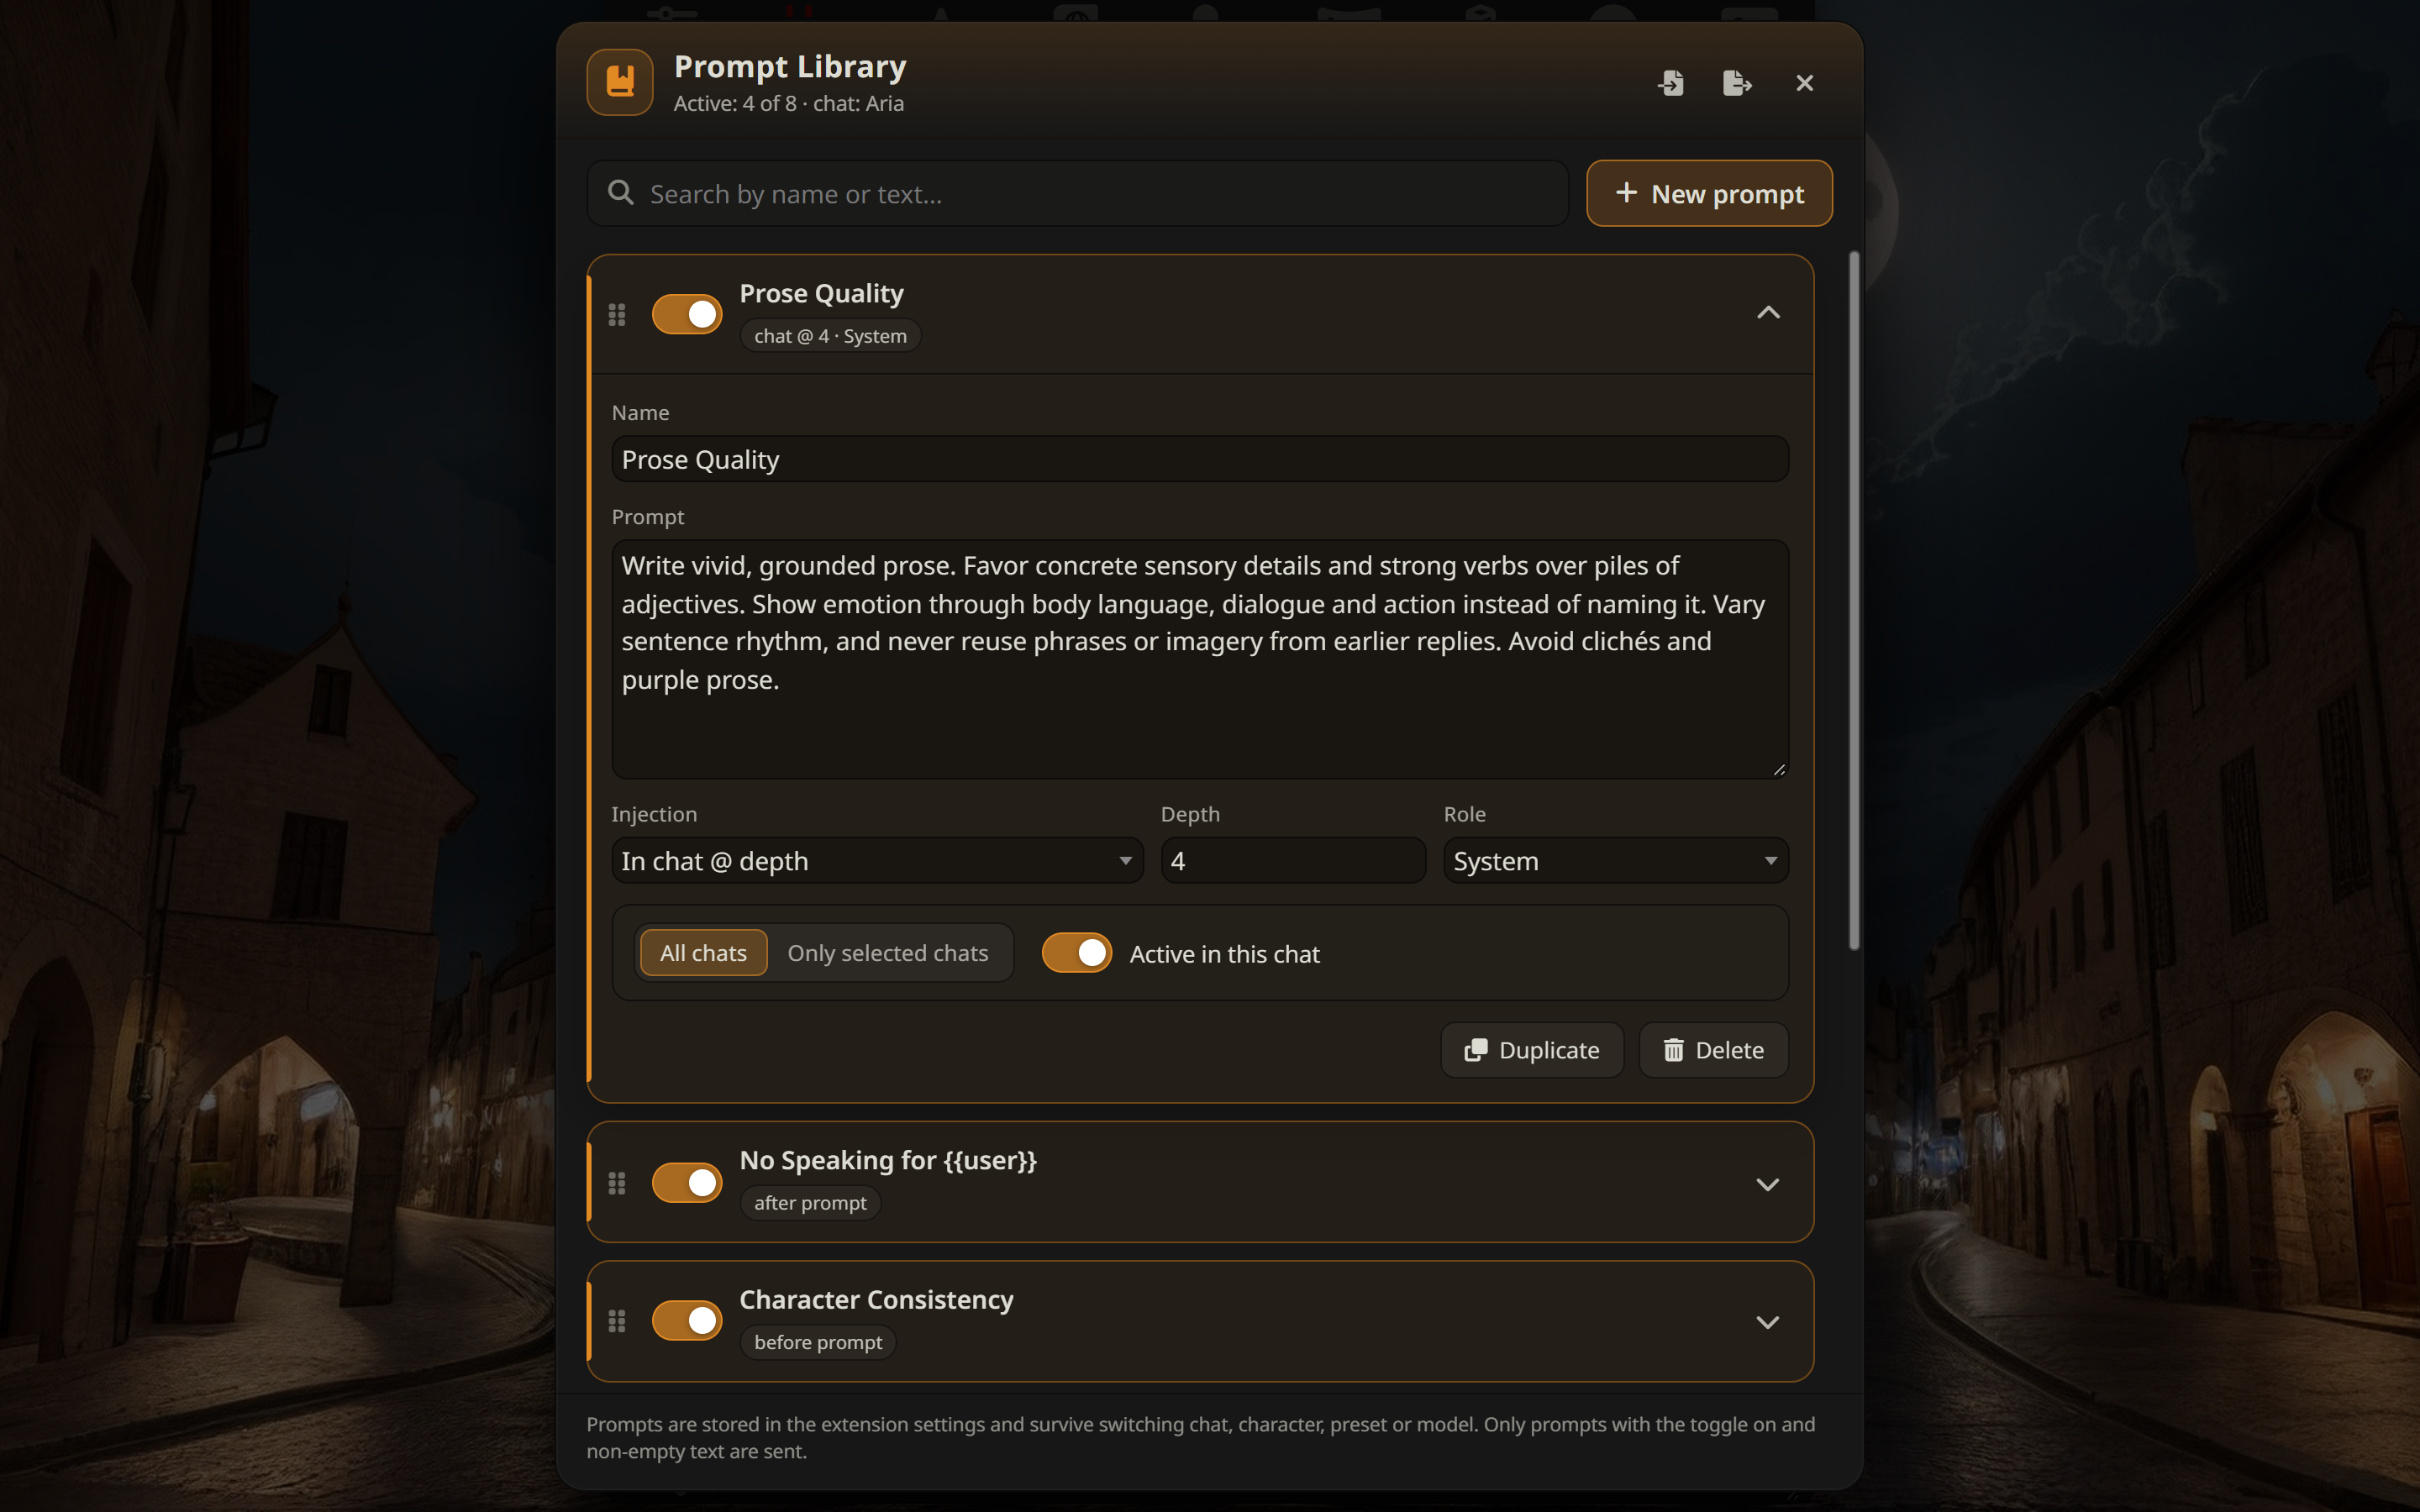 Prompt Library
Active: 4 of 8 · chat: Aria
Search by name or text...
New prompt
Prose Quality
chat @ 4 · System
Name
Prose Quality
Prompt
Write vivid, grounded prose. Favor concrete sensory details and strong verbs over piles of
adjectives. Show emotion through body language, dialogue and action instead of naming it. Vary
sentence rhythm, and never reuse phrases or imagery from earlier replies. Avoid clichés and
purple prose.
Injection
Depth
Role
In chat @ depth
4
System
All chats
Only selected chats
Active in this chat
Duplicate
Delete
No Speaking for {{user}}
after prompt
Character Consistency
before prompt
Prompts are stored in the extension settings and survive switching chat, character, preset or model. Only prompts with the toggle on and
non-empty text are sent.